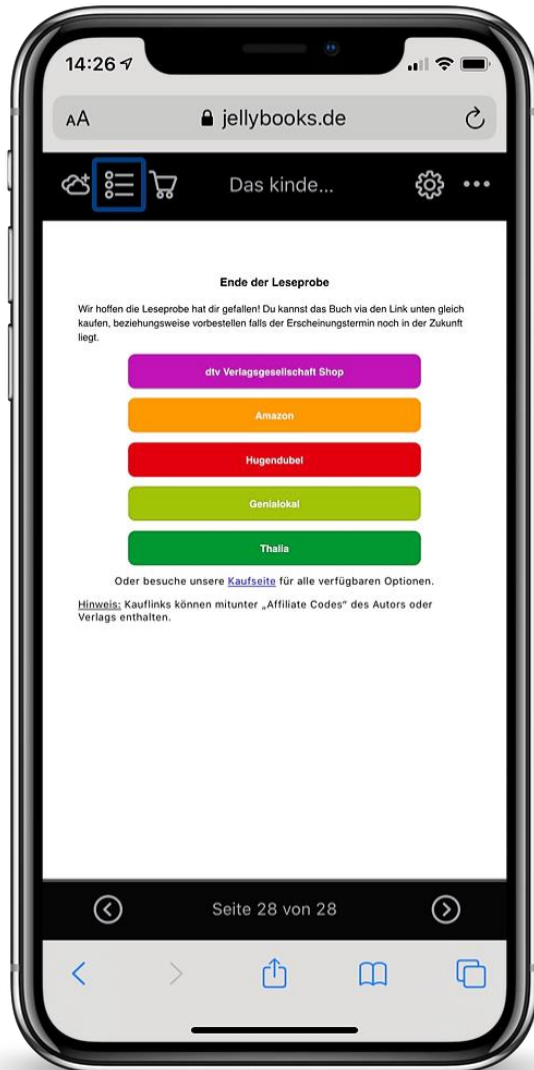 14:26
AA jellybooks.de
Das kinde...
Ende der Leseprobe
Wir hoffen die Leseprobe hat dir gefallen! Du kannst das Buch via den Link unten gleich
kaufen, beziehungsweise vorbestellen falls der Erscheinungstermin noch in der Zukunft
liegt.
dtv Verlagsgesellschaft Shop
Amazon
Hugendubel
Genialokal
Thalia
Oder besuche unsere Kaufseite für alle verfügbaren Optionen.
Hinweis: Kauflinks können mitunter „Affiliate Codes“ des Autors oder
Verlags enthalten.
Seite 28 von 28